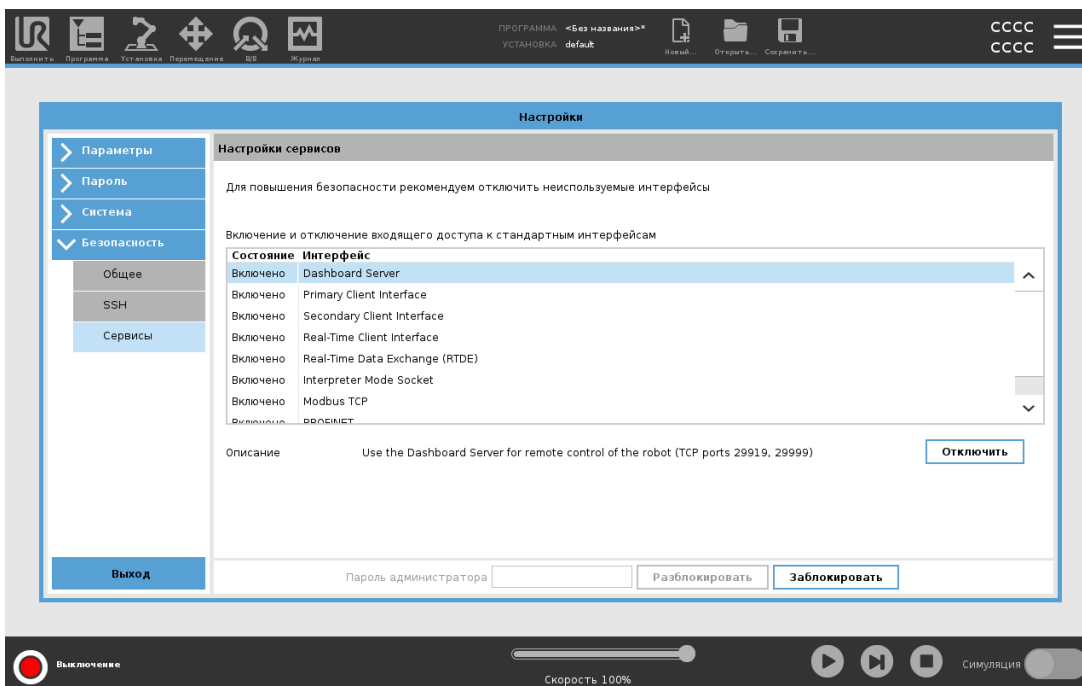 ПРОГРАММА <Без названия>*
УСТАНОВКА default
CCCC
CCCC
Выполнить Программа Установка Перемещение В/В Журнал
Новый... Открыть... Сохранить...
Настройки
Параметры
Пароль
Система
Безопасность
Общее
SSH
Сервисы
Выход
Настройки сервисов
Для повышения безопасности рекомендуем отключить неиспользуемые интерфейсы
Включение и отключение входящего доступа к стандартным интерфейсам
Состояние Интерфейс
Включено Dashboard Server
Включено Primary Client Interface
Включено Secondary Client Interface
Включено Real-Time Client Interface
Включено Real-Time Data Exchange (RTDE)
Включено Interpreter Mode Socket
Включено Modbus TCP
Включено PROFINET
Описание Use the Dashboard Server for remote control of the robot (TCP ports 29919, 29999)
Отключить
Пароль администратора Разблокировать Заблокировать
Выключение
Скорость 100%
Симуляция